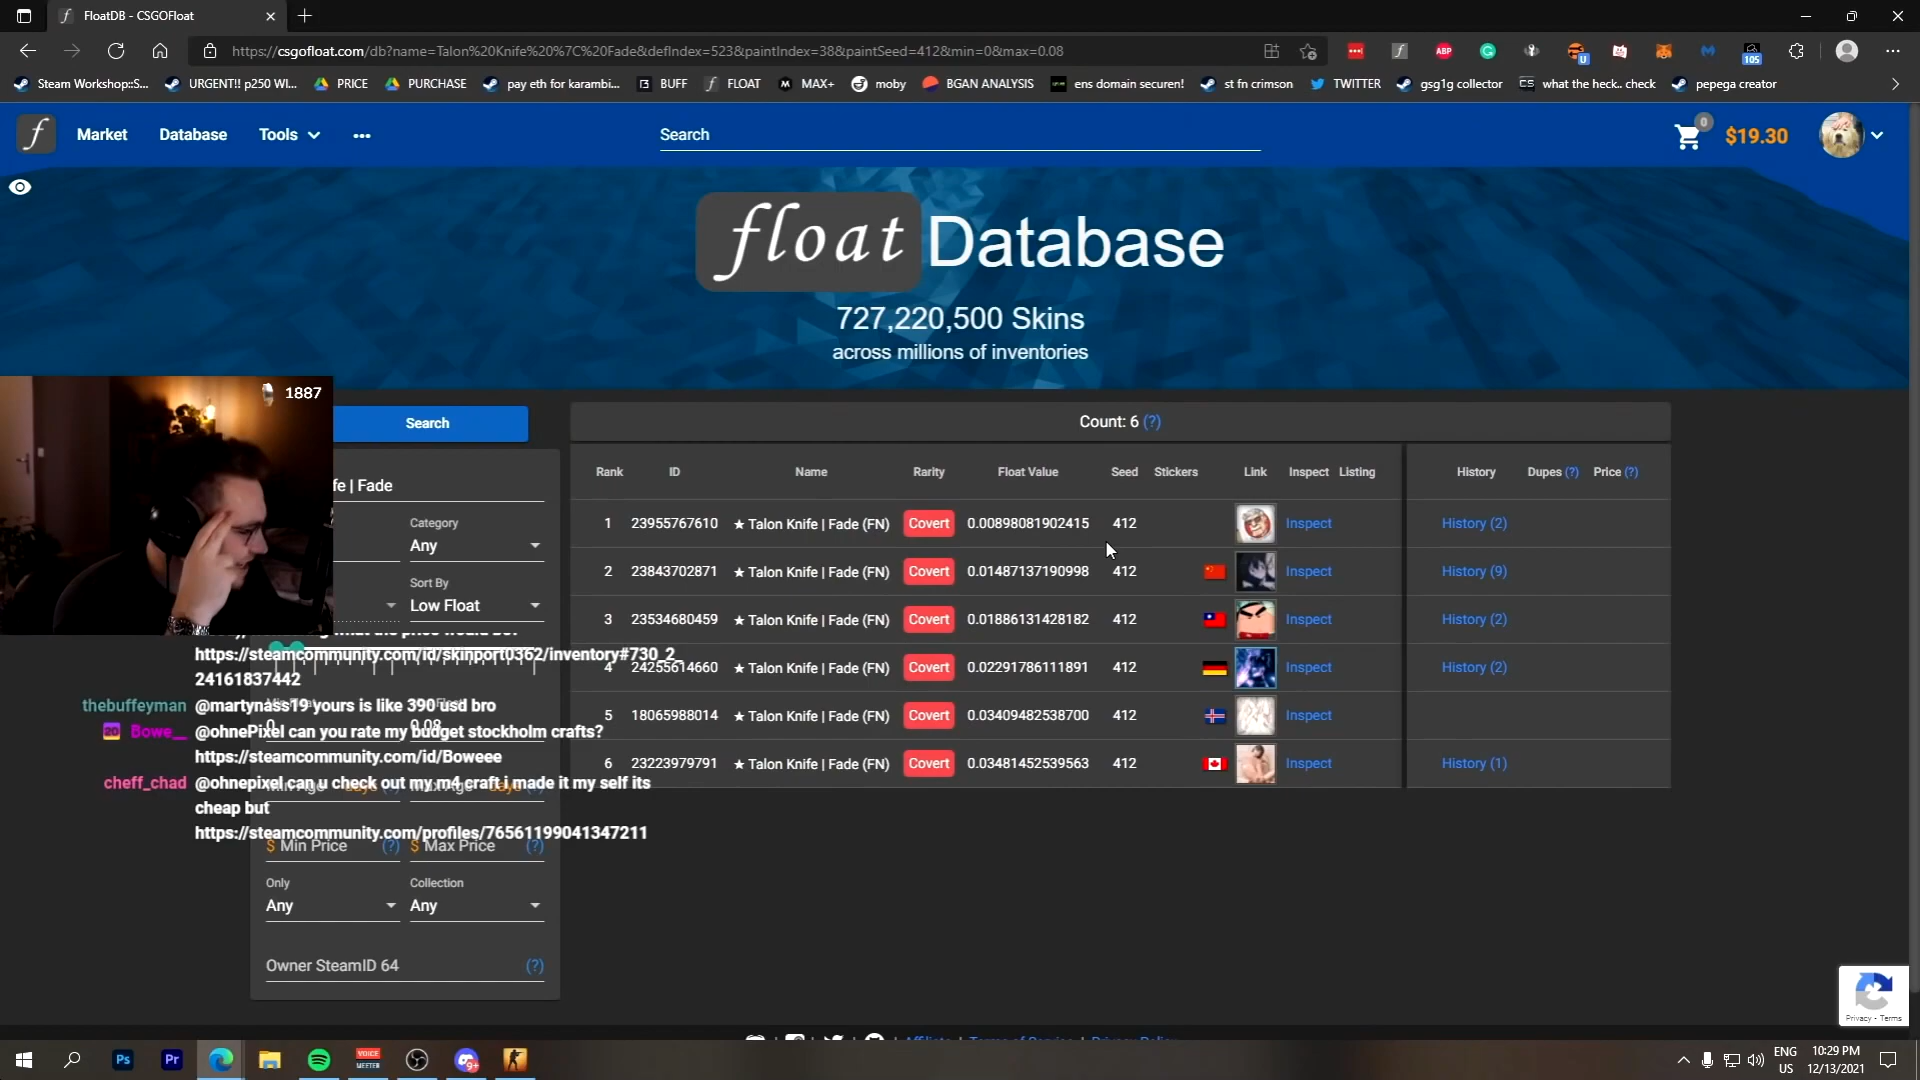 FloatDB - CSGOFloat
https://csgofloat.com/db?name=Talon%20Knife%20%7C%20Fade&defIndex=523&paintIndex=38&paintSeed=412&min=0&max=0.08
Steam Workshop::S... URGENT!! p250 WI... PRICE PURCHASE pay eth for karambi... BUFF FLOAT MAX+ moby BGAN ANALYSIS ens domain securen! st fn crimson TWITTER gsg1g collector what the heck.. check pepega creator
Market Database Tools Search 0 $19.30
float Database
727,220,500 Skins
across millions of inventories
1887
Search
Count: 6 (?)
Rank ID Name Rarity Float Value Seed Stickers Link Inspect Listing History Dupes (?) Price (?)
1 23955767610 ★ Talon Knife | Fade (FN) Covert 0.00898081902415 412 Inspect History (2)
2 23843702871 ★ Talon Knife | Fade (FN) Covert 0.01487137190998 412 Inspect History (9)
3 23534680459 ★ Talon Knife | Fade (FN) Covert 0.01886131428182 412 Inspect History (2)
4 24255614660 ★ Talon Knife | Fade (FN) Covert 0.02291786111891 412 Inspect History (2)
5 18065988014 ★ Talon Knife | Fade (FN) Covert 0.03409482538700 412 Inspect
6 23223979791 ★ Talon Knife | Fade (FN) Covert 0.03481452539563 412 Inspect History (1)
fe | Fade
Category
Any
Sort By
Low Float
https://steamcommunity.com/id/skinport0362/inventory#730_2_
24161837442
thebuffeyman @martynass19 yours is like 390 usd bro
0 0.08
Bowe__ @ohnePixel can you rate my budget stockholm crafts?
https://steamcommunity.com/id/Boweee
cheff_chad @ohnepixel can u check out my m4 craft i made it my self its
cheap but
https://steamcommunity.com/profiles/76561199041347211
$ Min Price (?) $ Max Price (?)
Only Collection
Any Any
Owner SteamID 64 (?)
Privacy - Terms
ENG
US
10:29 PM
12/13/2021